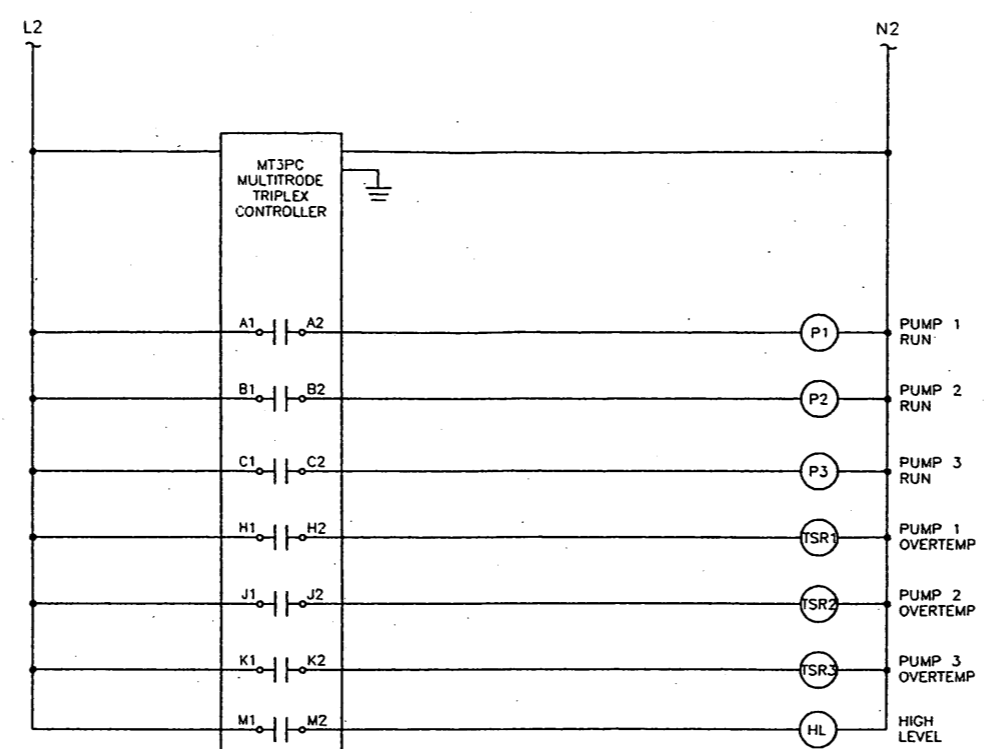 L2
N2
MT3PC
MULTITRODE
TRIPLEX
CONTROLLER
A1 A2 P1 PUMP 1
RUN
B1 B2 P2 PUMP 2
RUN
C1 C2 P3 PUMP 3
RUN
H1 H2 TSR1 PUMP 1
OVERTEMP
J1 J2 TSR2 PUMP 2
OVERTEMP
K1 K2 TSR3 PUMP 3
OVERTEMP
M1 M2 HL HIGH
LEVEL